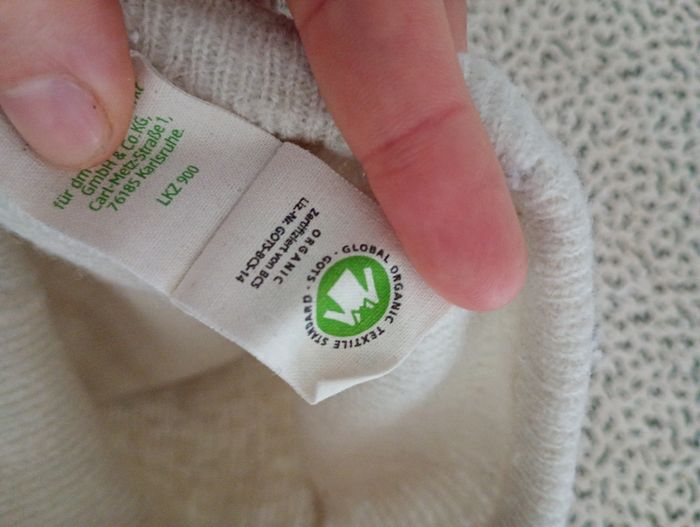 für dm
GmbH & Co.KG,
Carl-Metz-Straße 1,
76185 Karlsruhe.
LKZ 900
GLOBAL ORGANIC TEXTILE STANDARD · GOTS ·
ORGANIC
Zertifiziert von BCS
Liz.-Nr. GOTS-BCS-14